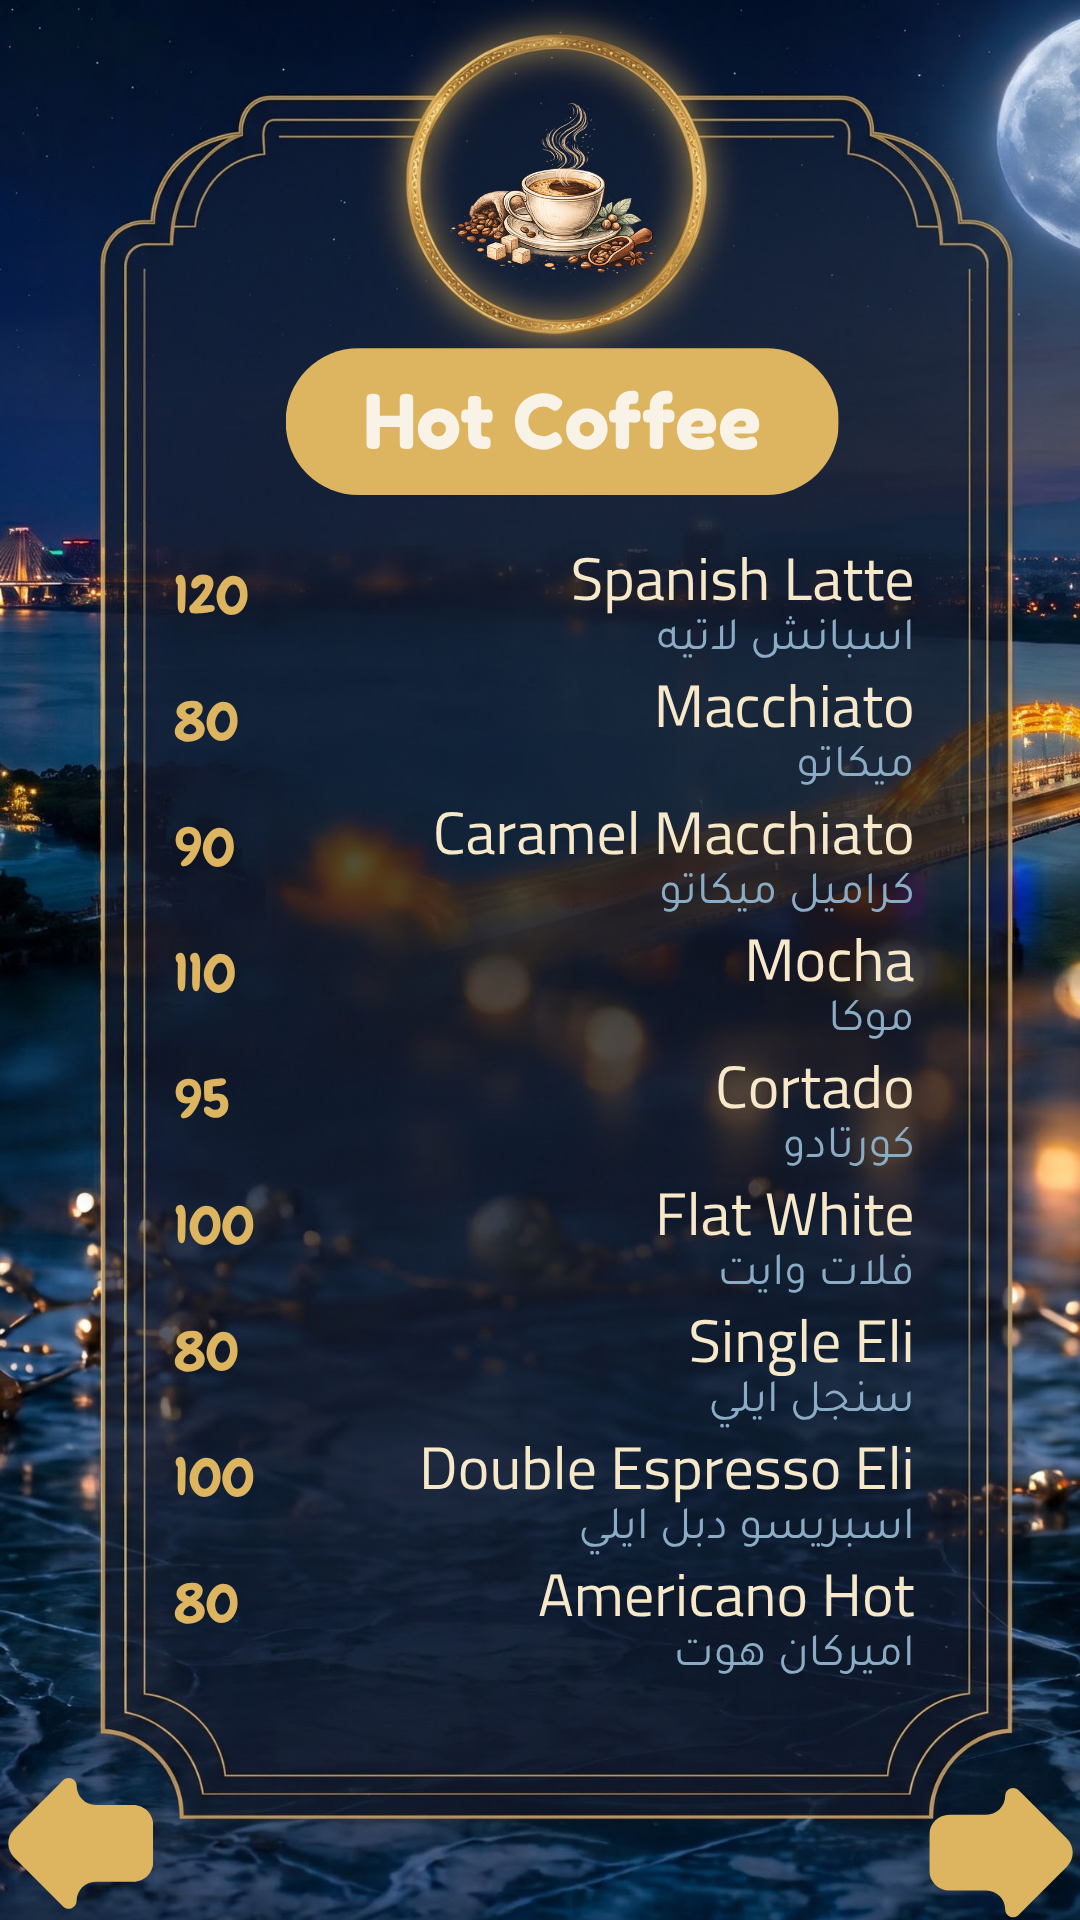 Hot Coffee
120 Spanish Latte
اسبانش لاتيه
80 Macchiato
ميكاتو
90 Caramel Macchiato
كراميل ميكاتو
110 Mocha
موكا
95 Cortado
كورتادو
100 Flat White
فلات وايت
80 Single Eli
سنجل ايلي
100 Double Espresso Eli
اسبريسو دبل ايلي
80 Americano Hot
اميركان هوت